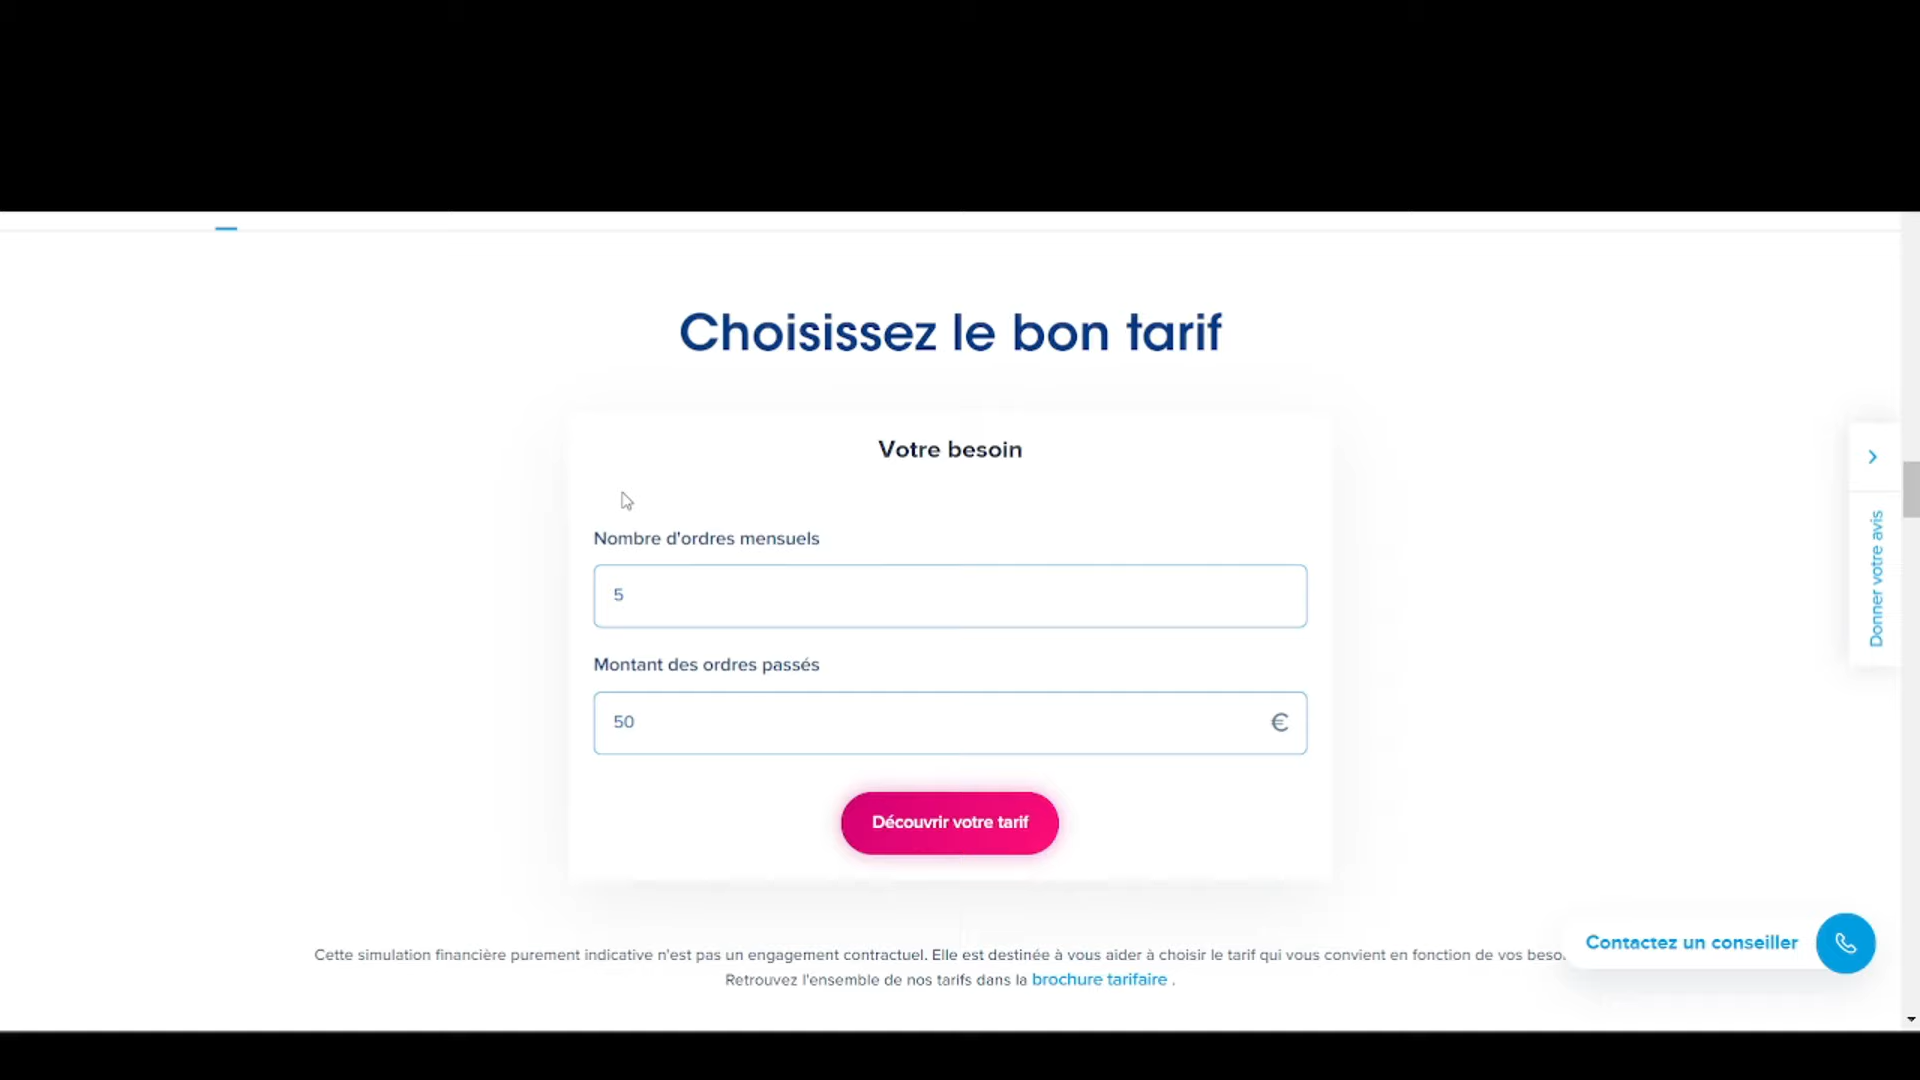 Choisissez le bon tarif
Votre besoin
Nombre d'ordres mensuels
5
Montant des ordres passés
50 €
Découvrir votre tarif
Donner votre avis
Contactez un conseiller
Cette simulation financière purement indicative n'est pas un engagement contractuel. Elle est destinée à vous aider à choisir le tarif qui vous convient en fonction de vos
Retrouvez l'ensemble de nos tarifs dans la brochure tarifaire .